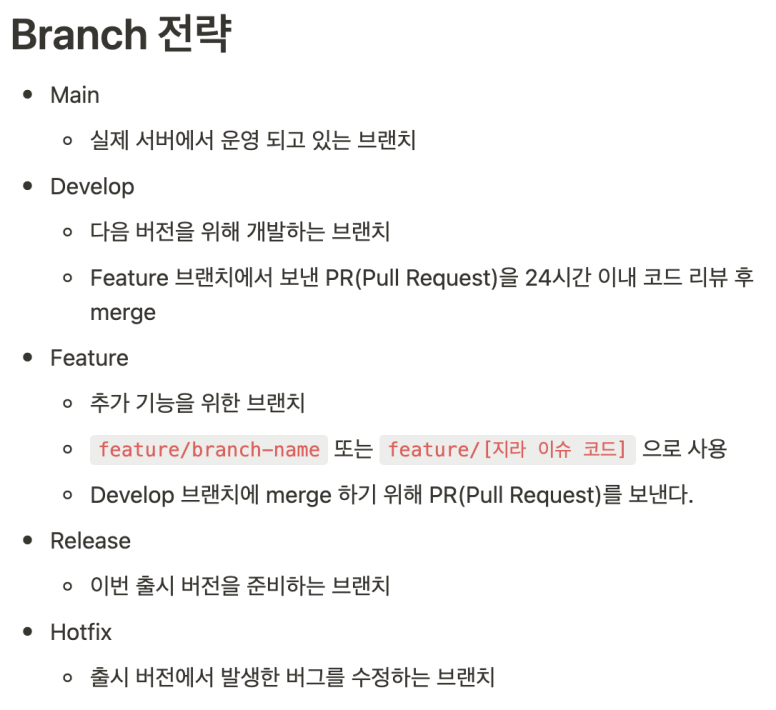 Branch 전략
• Main
◦ 실제 서버에서 운영 되고 있는 브랜치
• Develop
◦ 다음 버전을 위해 개발하는 브랜치
◦ Feature 브랜치에서 보낸 PR(Pull Request)을 24시간 이내 코드 리뷰 후
merge
• Feature
◦ 추가 기능을 위한 브랜치
◦ feature/branch-name 또는 feature/[지라 이슈 코드] 으로 사용
◦ Develop 브랜치에 merge 하기 위해 PR(Pull Request)를 보낸다.
• Release
◦ 이번 출시 버전을 준비하는 브랜치
• Hotfix
◦ 출시 버전에서 발생한 버그를 수정하는 브랜치